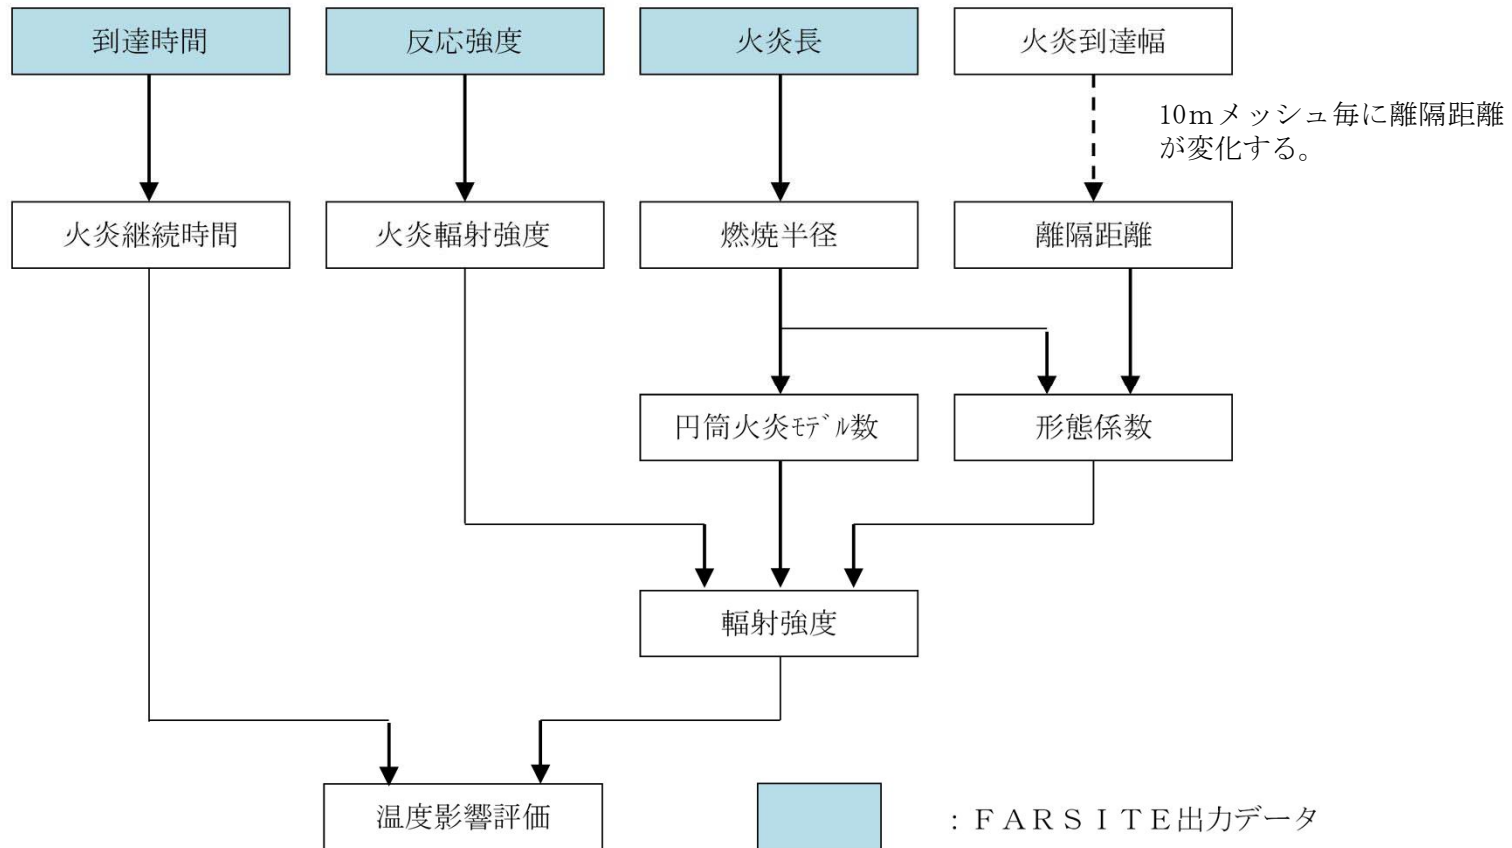 到達時間
反応強度
火炎長
火炎到達幅
10ｍメッシュ毎に離隔距離
が変化する。
火炎継続時間
火炎輻射強度
燃焼半径
離隔距離
円筒火炎ﾓﾃﾞﾙ数
形態係数
輻射強度
温度影響評価
：ＦＡＲＳＩＴＥ出力データ